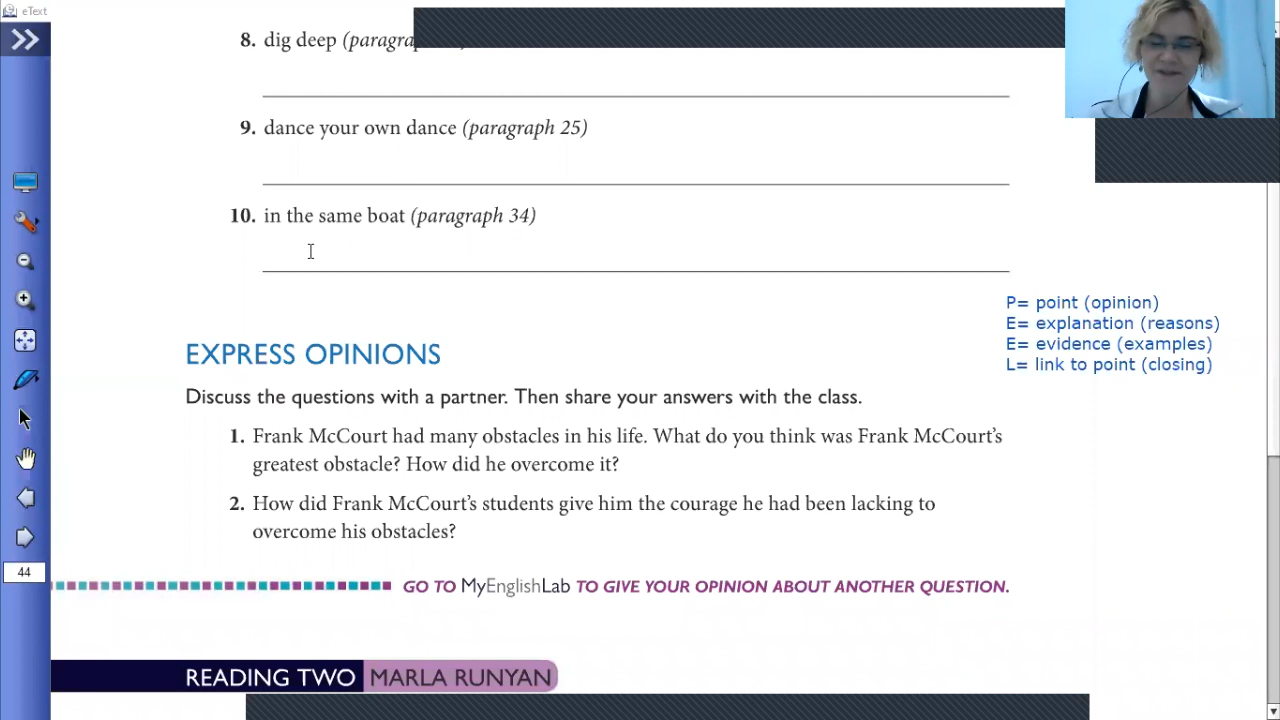 eText
8. dig deep (paragra
9. dance your own dance (paragraph 25)
10. in the same boat (paragraph 34)
P= point (opinion)
E= explanation (reasons)
E= evidence (examples)
L= link to point (closing)
EXPRESS OPINIONS
Discuss the questions with a partner. Then share your answers with the class.
1. Frank McCourt had many obstacles in his life. What do you think was Frank McCourt's
greatest obstacle? How did he overcome it?
2. How did Frank McCourt's students give him the courage he had been lacking to
overcome his obstacles?
44
GO TO MyEnglishLab TO GIVE YOUR OPINION ABOUT ANOTHER QUESTION.
READING TWO MARLA RUNYAN